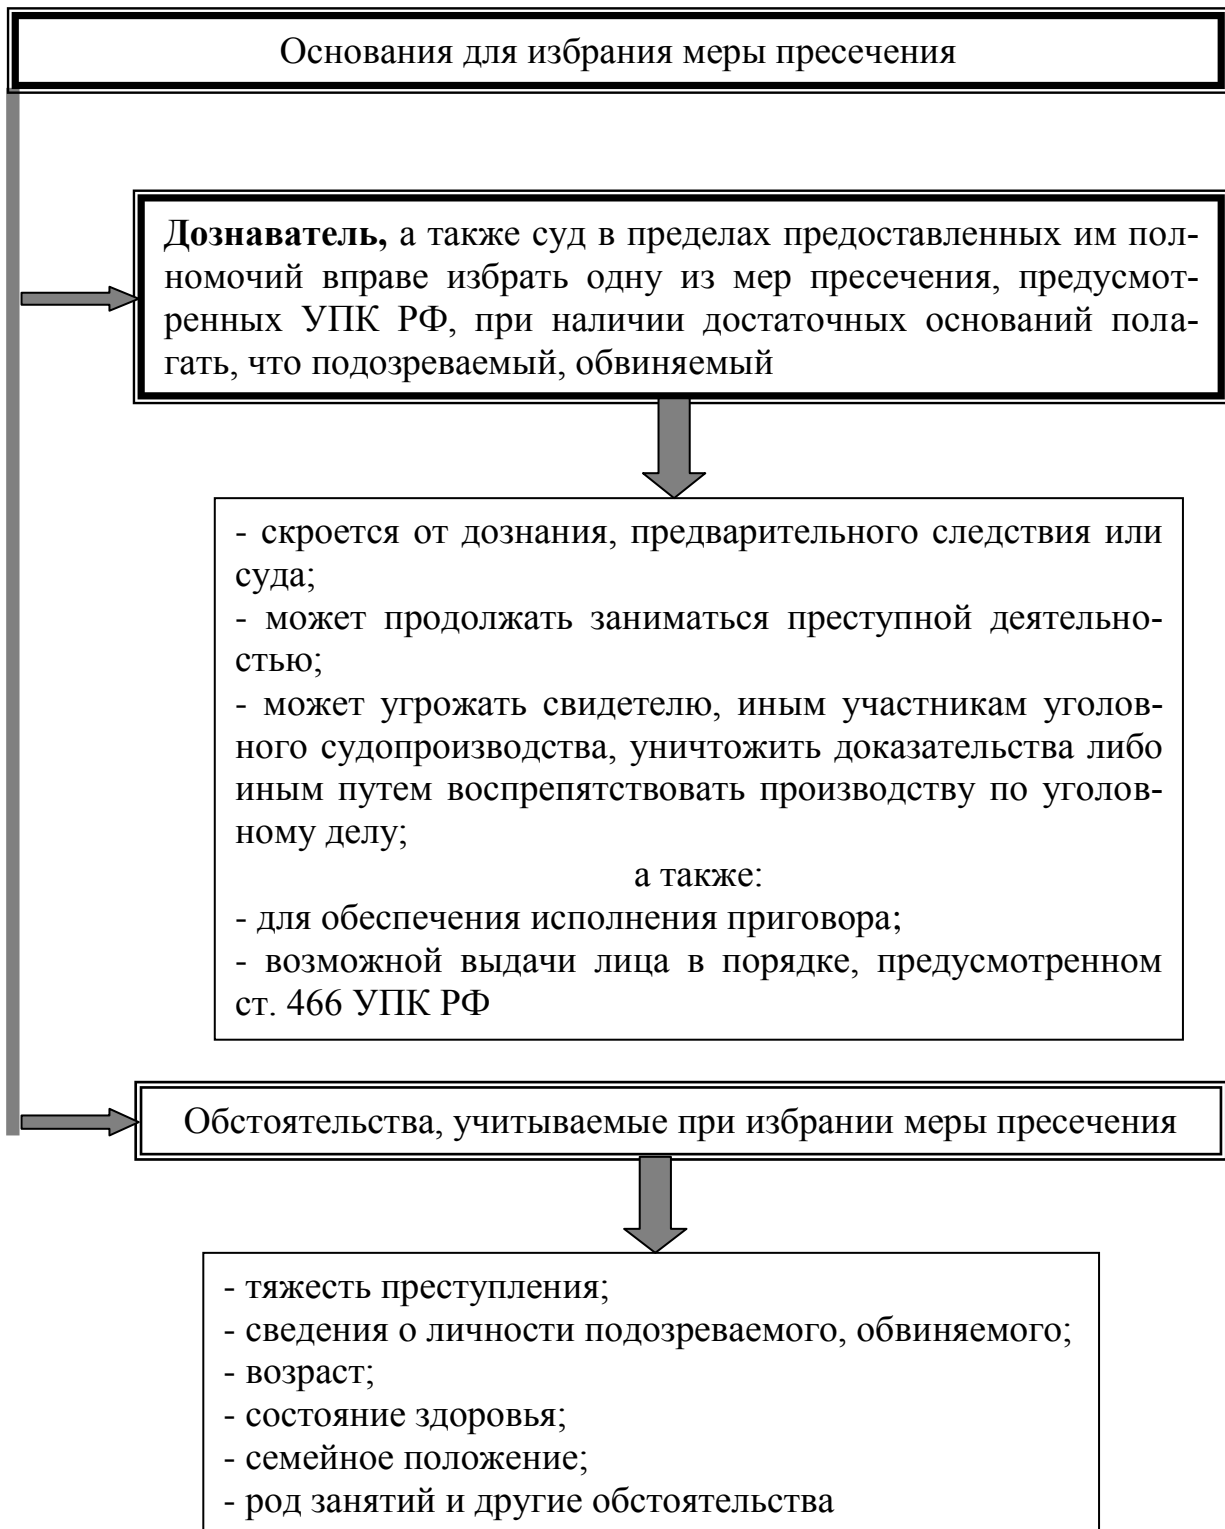 Основания для избрания меры пресечения
Дознаватель, а также суд в пределах предоставленных им пол-
номочий вправе избрать одну из мер пресечения, предусмот-
ренных УПК РФ, при наличии достаточных оснований пола-
гать, что подозреваемый, обвиняемый
- скроется от дознания, предварительного следствия или
суда;
- может продолжать заниматься преступной деятельно-
стью;
- может угрожать свидетелю, иным участникам уголов-
ного судопроизводства, уничтожить доказательства либо
иным путем воспрепятствовать производству по уголов-
ному делу;
а также:
- для обеспечения исполнения приговора;
- возможной выдачи лица в порядке, предусмотренном
ст. 466 УПК РФ
Обстоятельства, учитываемые при избрании меры пресечения
- тяжесть преступления;
- сведения о личности подозреваемого, обвиняемого;
- возраст;
- состояние здоровья;
- семейное положение;
- род занятий и другие обстоятельства